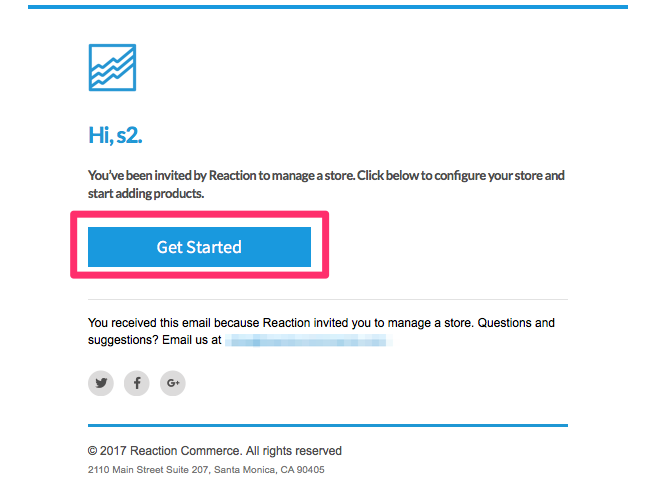 Hi, s2.
You've been invited by Reaction to manage a store. Click below to configure your store and
start adding products.
Get Started
You received this email because Reaction invited you to manage a store. Questions and
suggestions? Email us at
© 2017 Reaction Commerce. All rights reserved
2110 Main Street Suite 207, Santa Monica, CA 90405